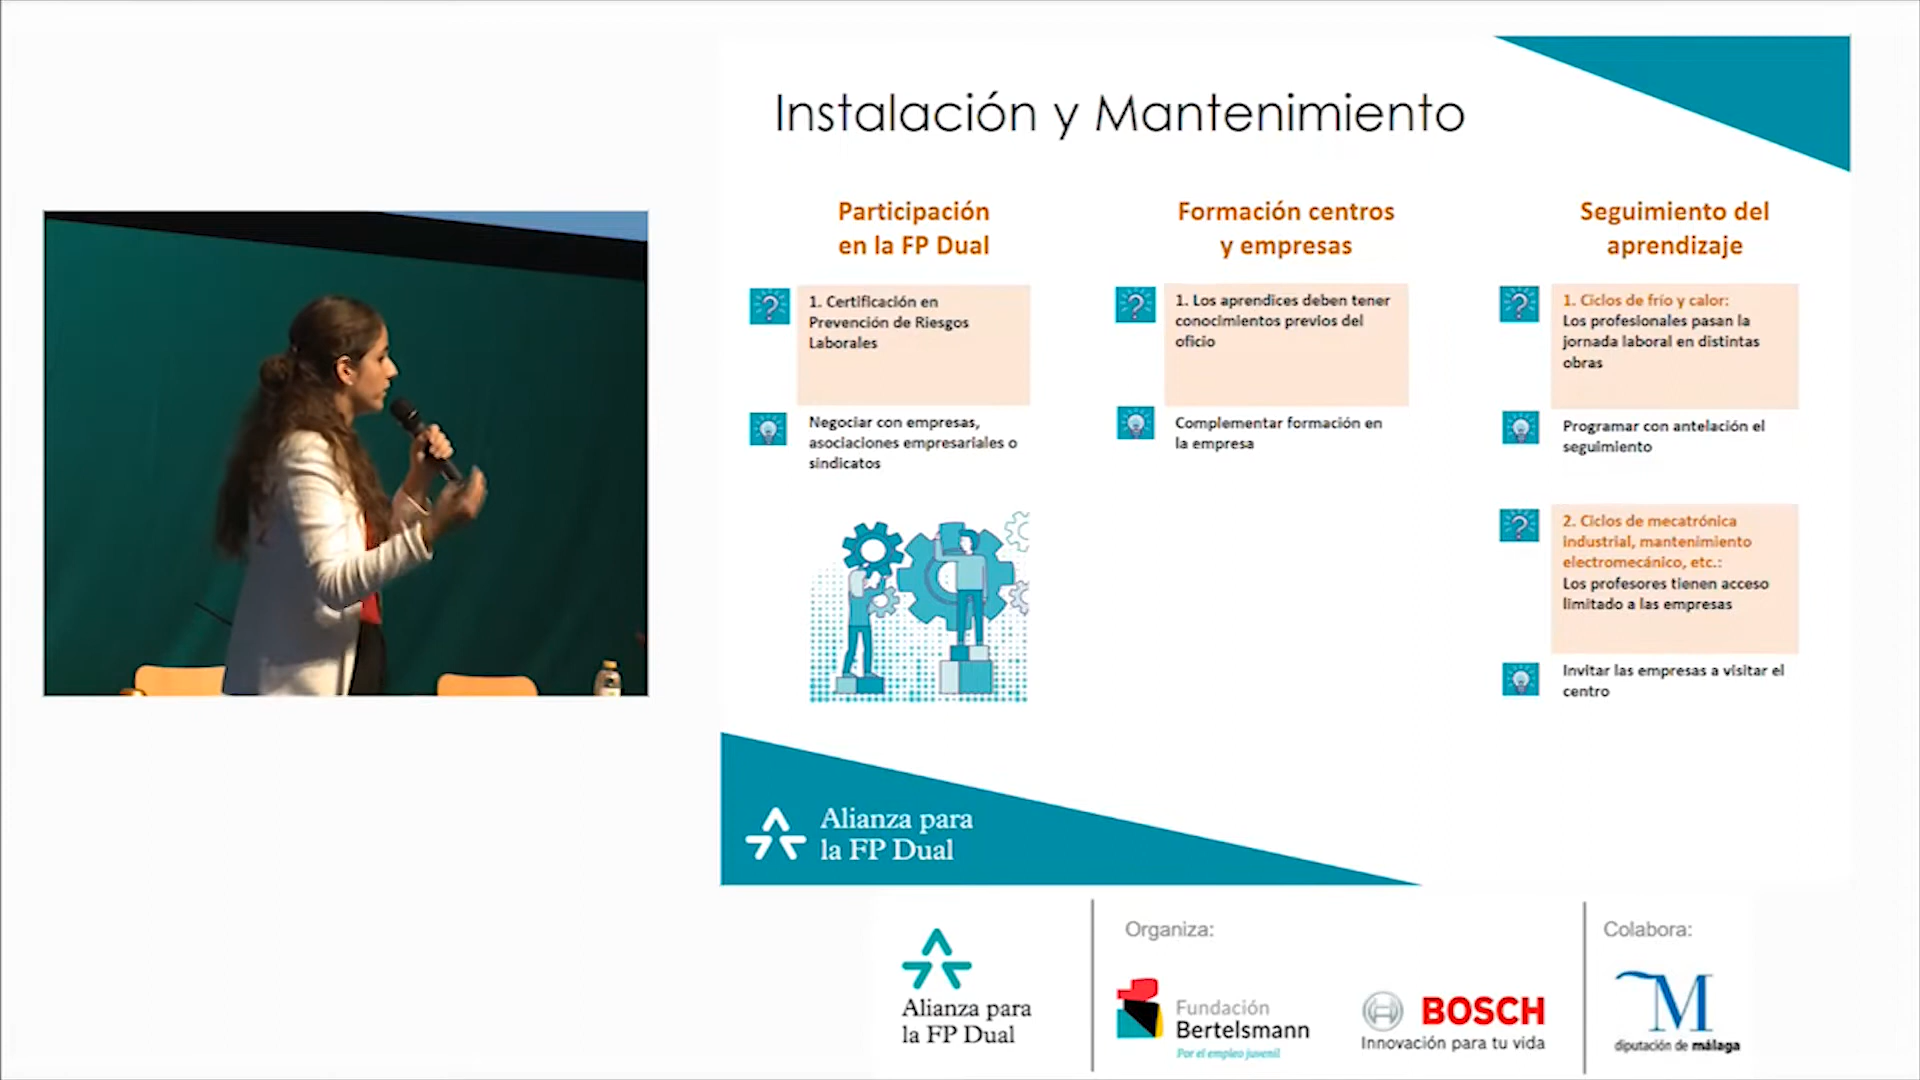 Instalación y Mantenimiento
Participación
en la FP Dual
1. Certificación en
Prevención de Riesgos
Laborales
Negociar con empresas,
asociaciones empresariales o
sindicatos
Formación centros
y empresas
1. Los aprendices deben tener
conocimientos previos del
oficio
Complementar formación en
la empresa
Seguimiento del
aprendizaje
1. Ciclos de frío y calor:
Los profesionales pasan la
jornada laboral en distintas
obras
Programar con antelación el
seguimiento
2. Ciclos de mecatrónica
industrial, mantenimiento
electromecánico, etc.:
Los profesores tienen acceso
limitado a las empresas
Invitar las empresas a visitar el
centro
Alianza para
la FP Dual
Alianza para
la FP Dual
Organiza:
Fundación
Bertelsmann
Por el empleo juvenil
BOSCH
Innovación para tu vida
Colabora:
M
diputación de málaga